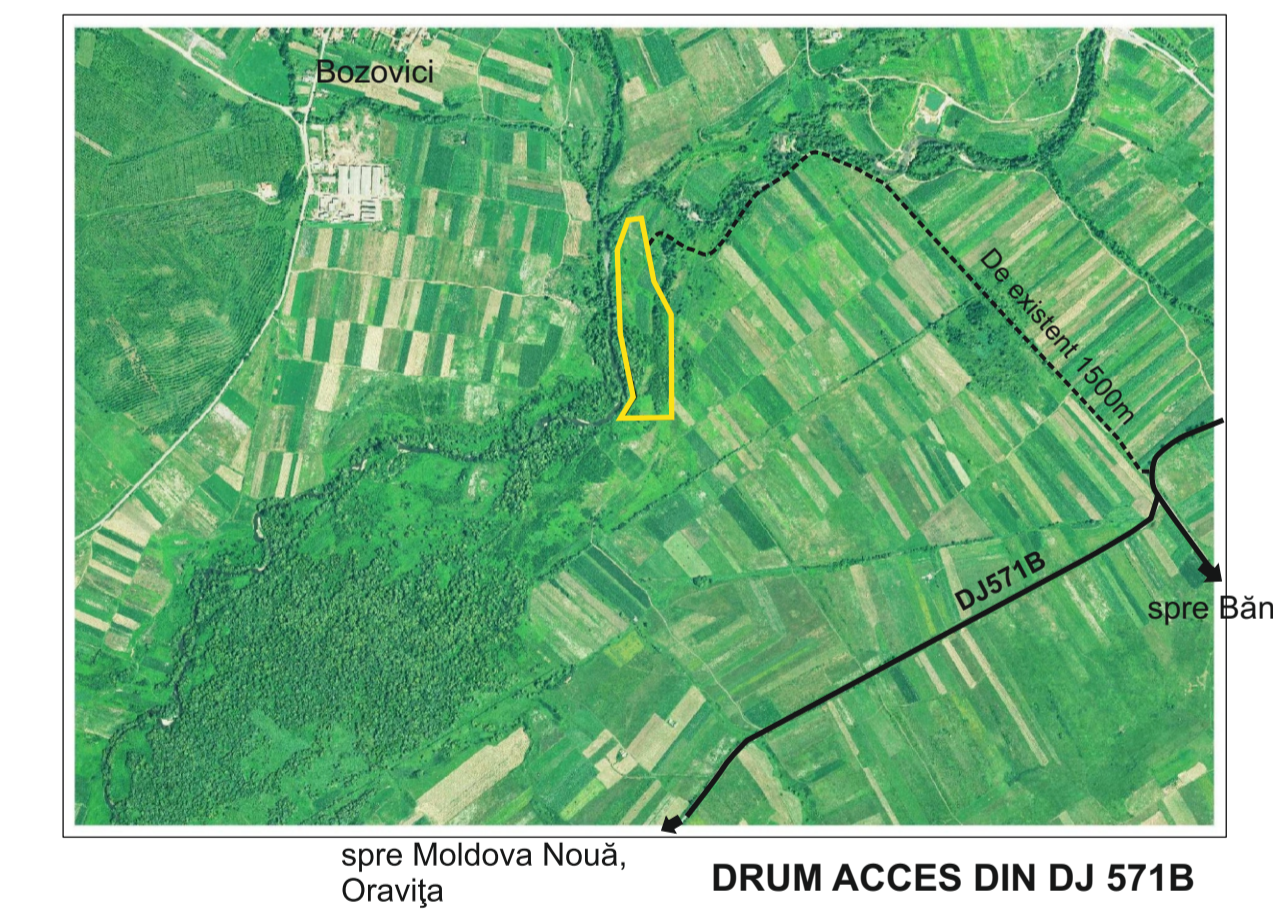 Bozovici
De existent 1500m
DJ571B
spre Băn
spre Moldova Nouă,
Oraviţa
DRUM ACCES DIN DJ 571B